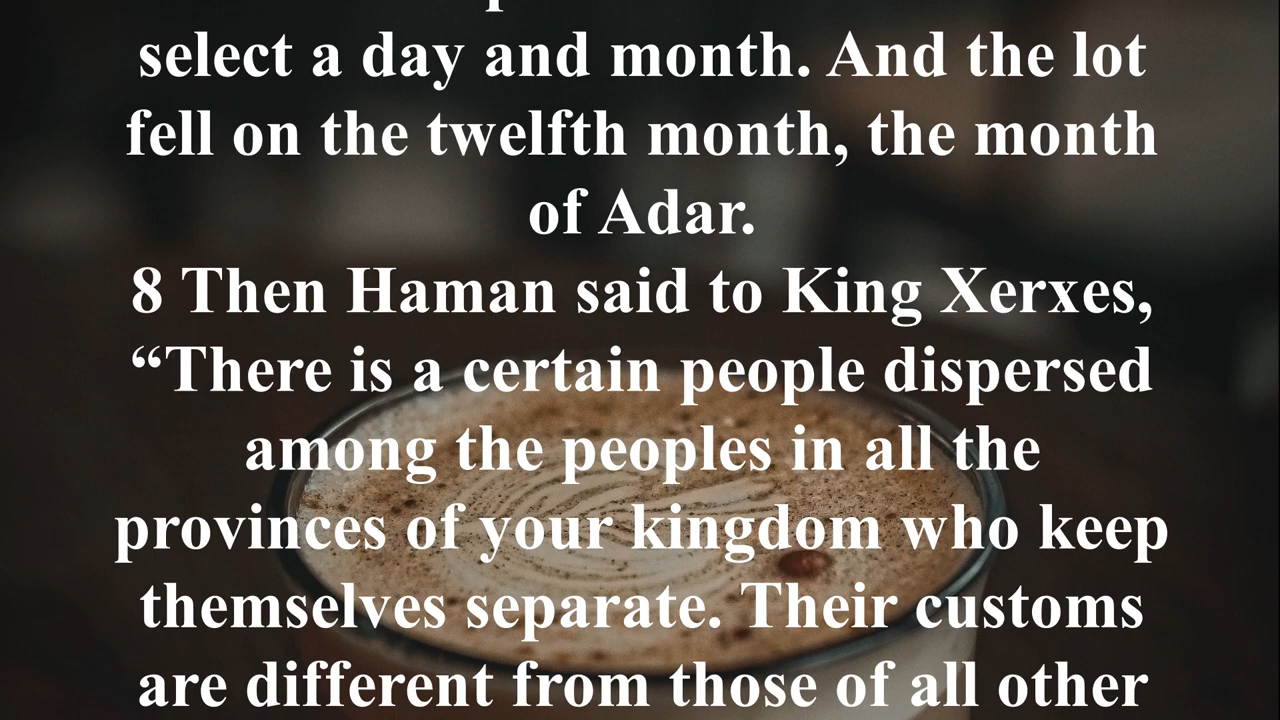 select a day and month. And the lot
fell on the twelfth month, the month
of Adar.
8 Then Haman said to King Xerxes,
“There is a certain people dispersed
among the peoples in all the
provinces of your kingdom who keep
themselves separate. Their customs
are different from those of all other